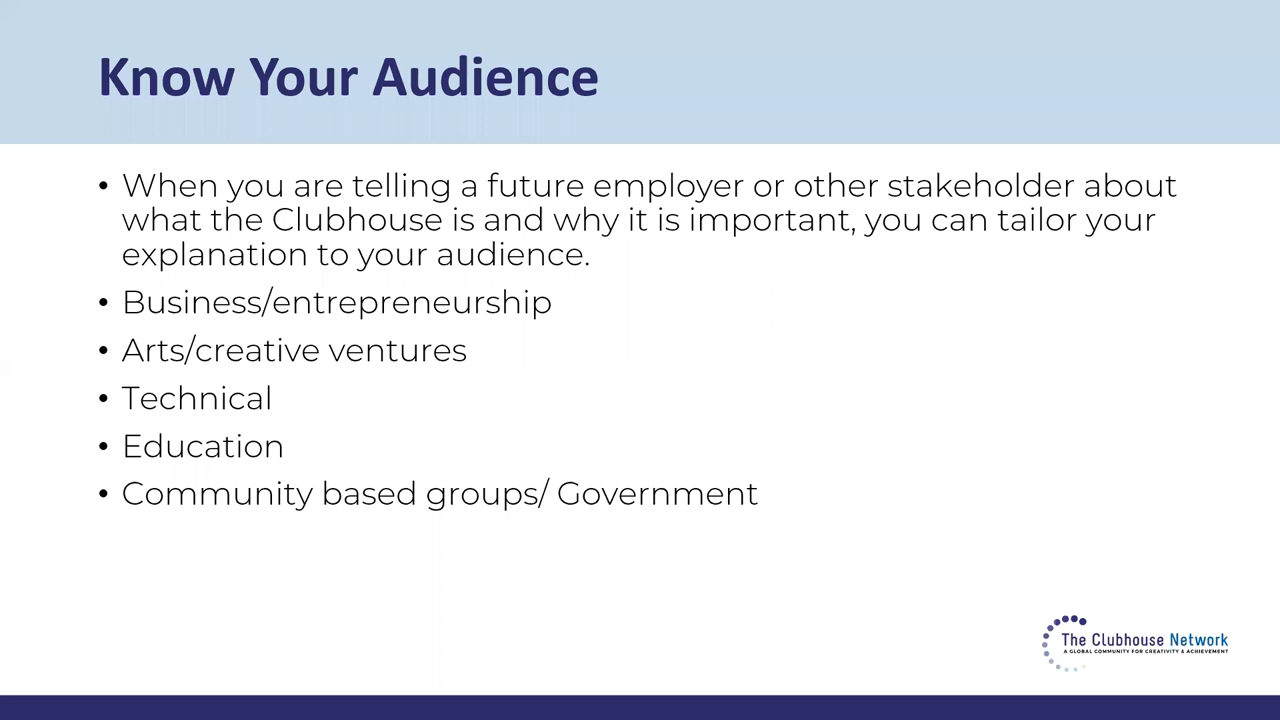 Know Your Audience
• When you are telling a future employer or other stakeholder about
what the Clubhouse is and why it is important, you can tailor your
explanation to your audience.
• Business/entrepreneurship
• Arts/creative ventures
• Technical
• Education
• Community based groups/ Government
The Clubhouse Network
A GLOBAL COMMUNITY FOR CREATIVITY & ACHIEVEMENT